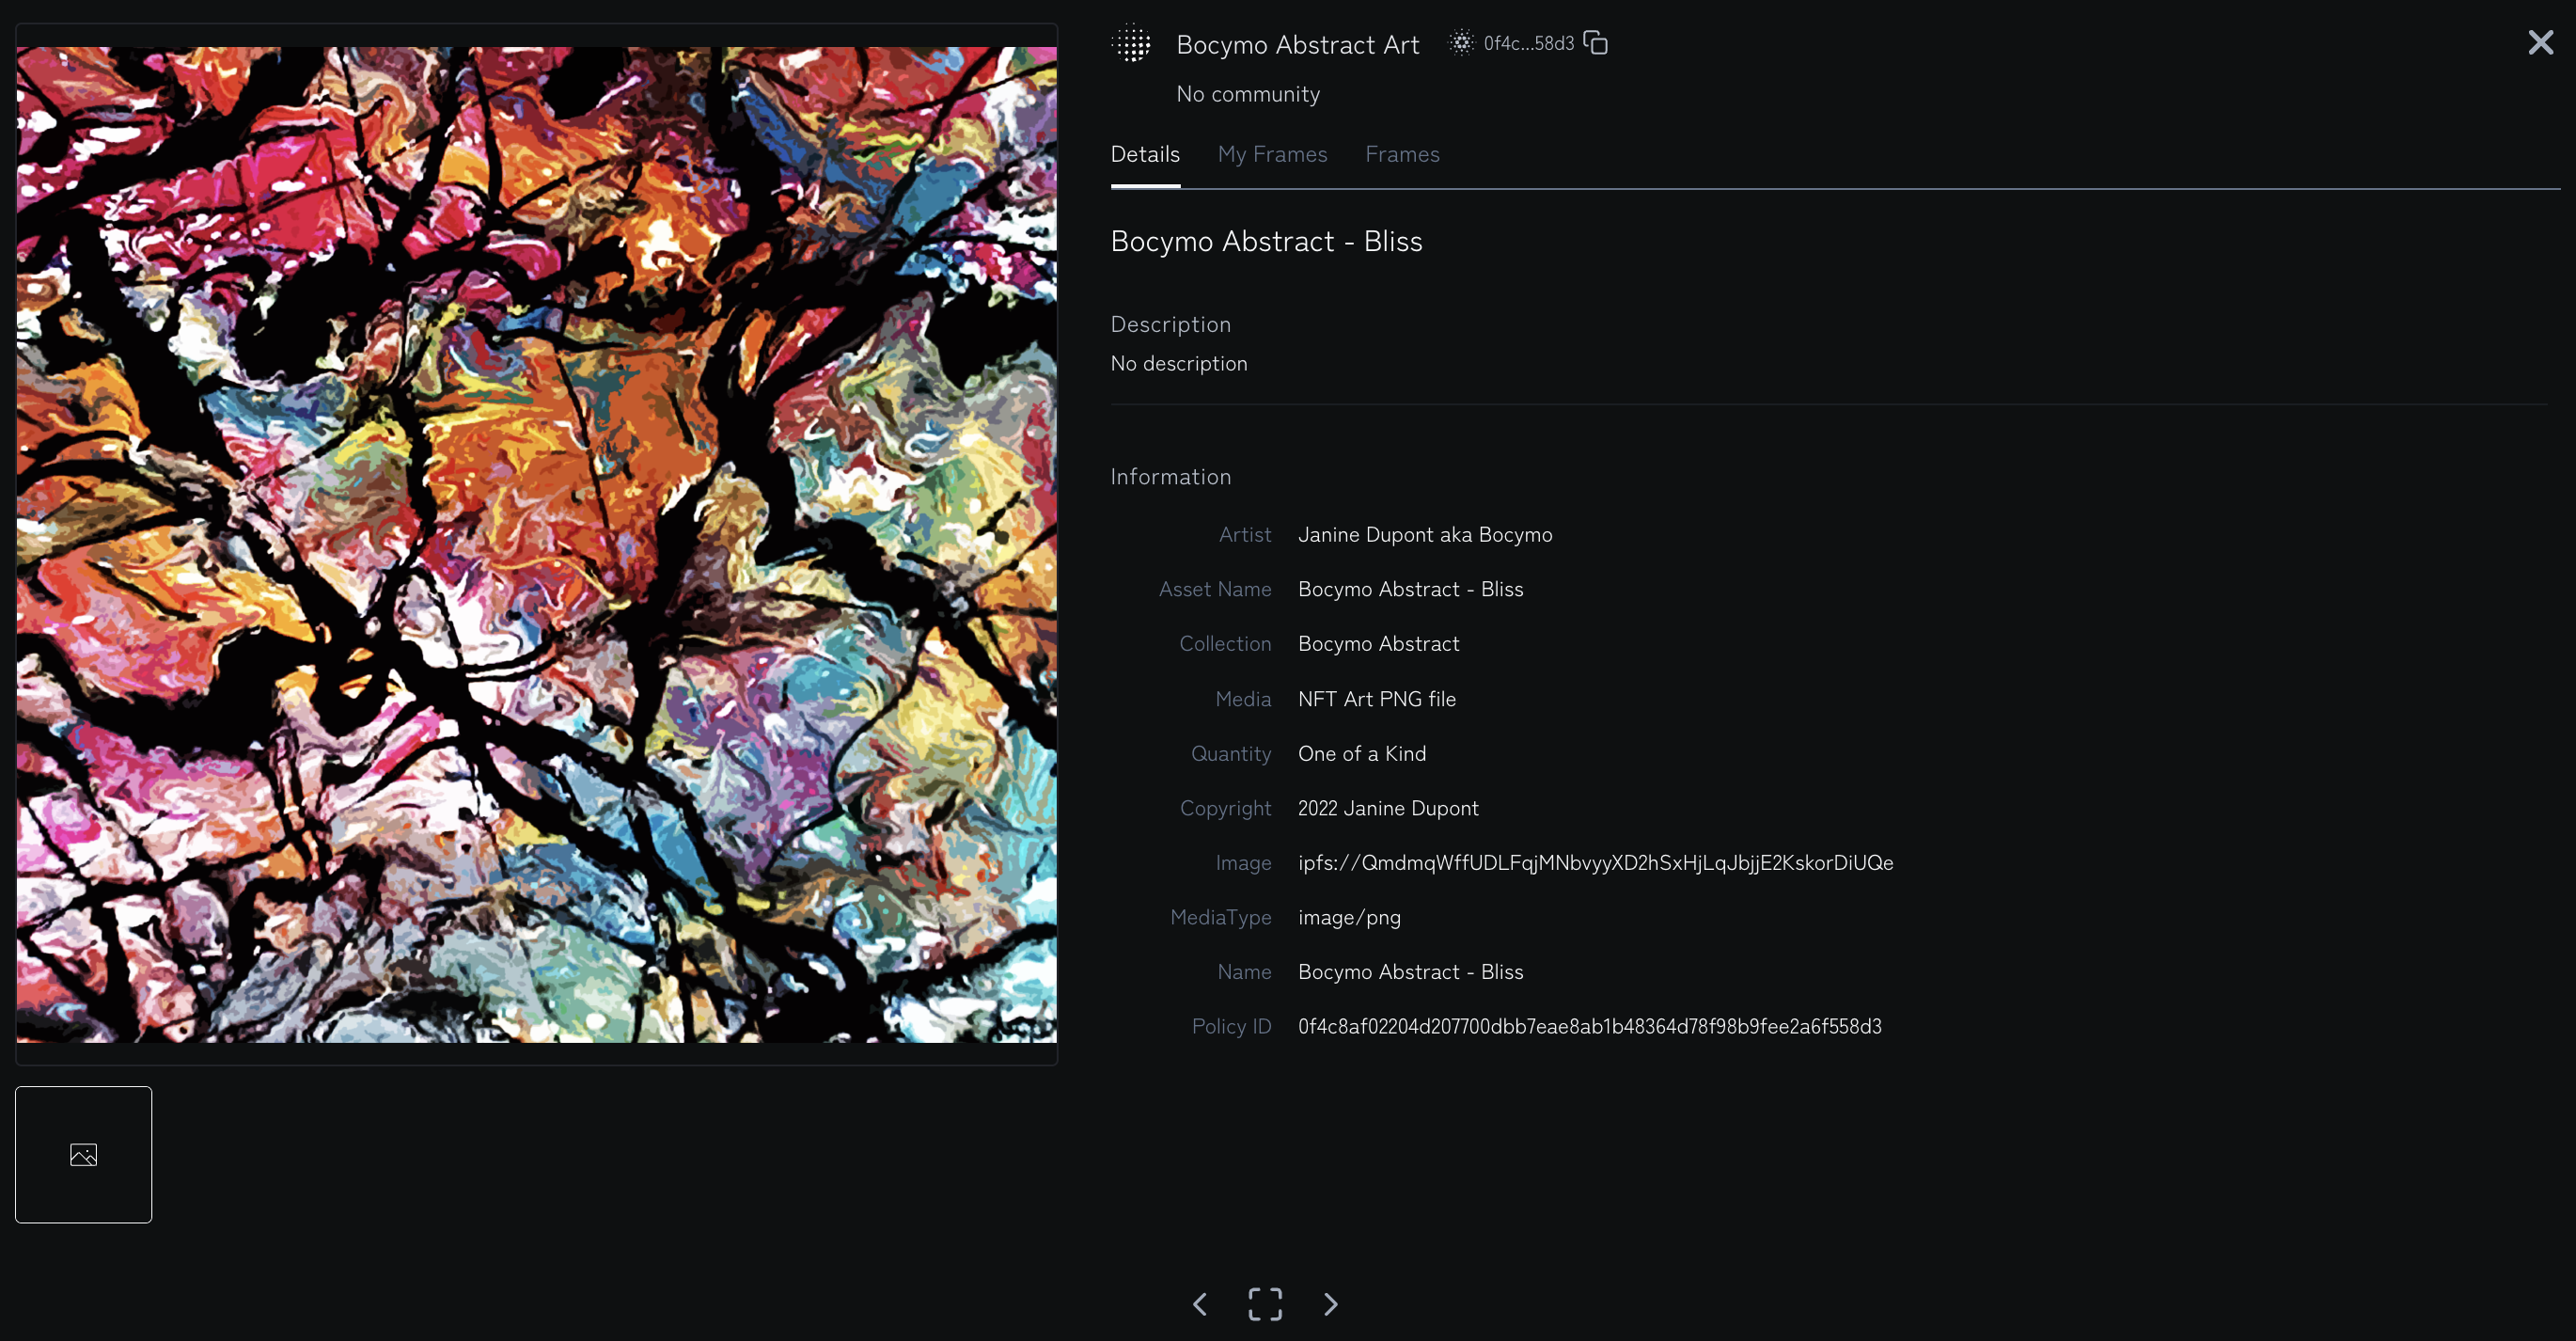 Bocymo Abstract Art 0f4c...58d3
No community
Details My Frames Frames
Bocymo Abstract - Bliss
Description
No description
Information
Artist Janine Dupont aka Bocymo
Asset Name Bocymo Abstract - Bliss
Collection Bocymo Abstract
Media NFT Art PNG file
Quantity One of a Kind
Copyright 2022 Janine Dupont
Image ipfs://QmdmqWffUDLFqjMNbvyyXD2hSxHjLqJbjjE2KskorDiUQe
MediaType image/png
Name Bocymo Abstract - Bliss
Policy ID 0f4c8af02204d207700dbb7eae8ab1b48364d78f98b9fee2a6f558d3